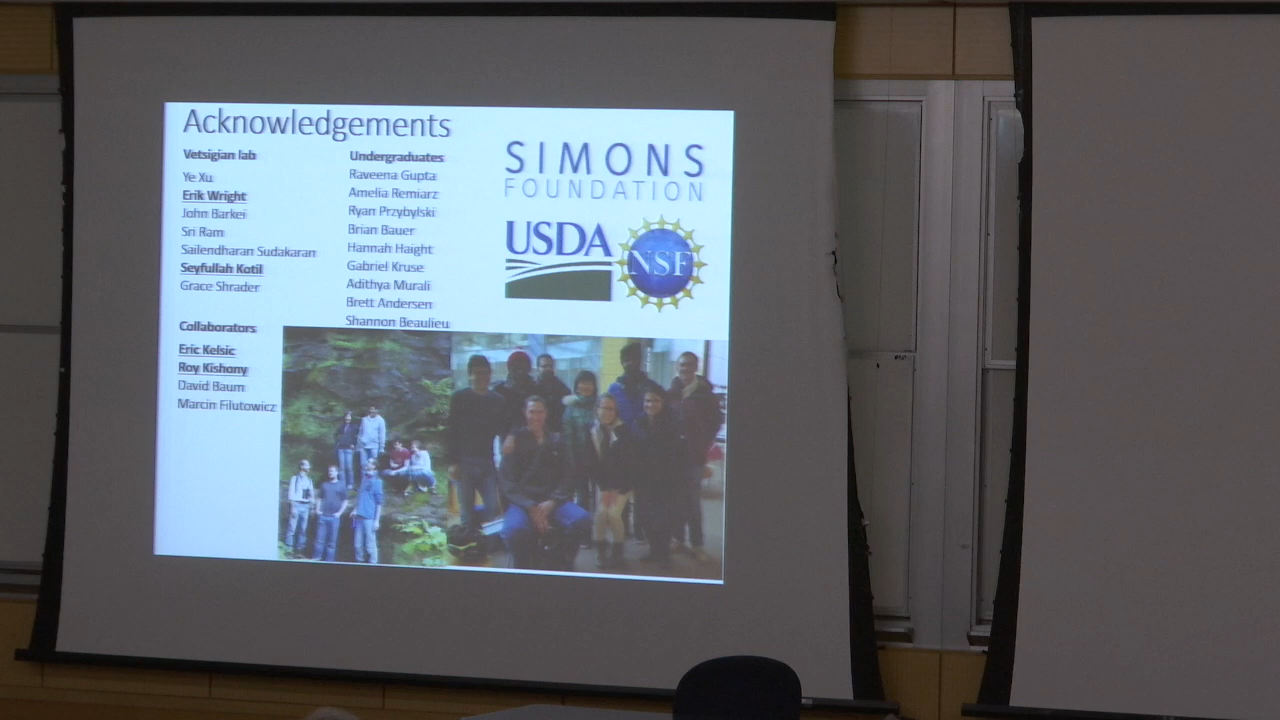 Acknowledgements
Vetsigian lab
Ye Xu
Erik Wright
John Barkei
Sri Ram
Sailendharan Sudakaran
Seyfullah Kotil
Grace Shrader
Collaborators
Eric Kelsic
Roy Kishony
David Baum
Marcin Filutowicz
Undergraduates
Raveena Gupta
Amelia Remiarz
Ryan Przybylski
Brian Bauer
Hannah Haight
Gabriel Kruse
Adithya Murali
Brett Andersen
Shannon Beaulieu
SIMONS
FOUNDATION
USDA
NSF